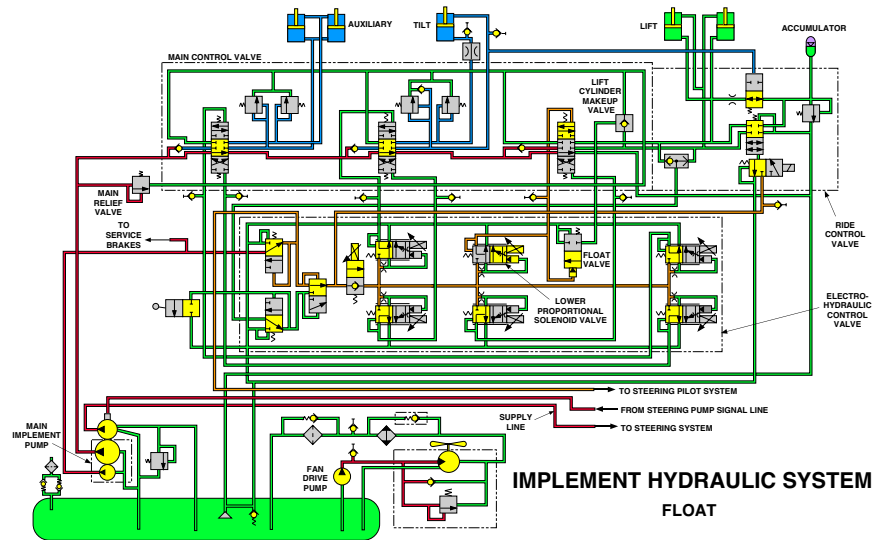 AUXILIARY
TILT
LIFT
ACCUMULATOR
MAIN CONTROL VALVE
LIFT
CYLINDER
MAKEUP
VALVE
MAIN
RELIEF
VALVE
TO
SERVICE
BRAKES
RIDE
CONTROL
VALVE
FLOAT
VALVE
LOWER
PROPORTIONAL
SOLENOID VALVE
ELECTRO-
HYDRAULIC
CONTROL
VALVE
TO STEERING PILOT SYSTEM
FROM STEERING PUMP SIGNAL LINE
SUPPLY
LINE
TO STEERING SYSTEM
MAIN
IMPLEMENT
PUMP
FAN
DRIVE
PUMP
IMPLEMENT HYDRAULIC SYSTEM
FLOAT